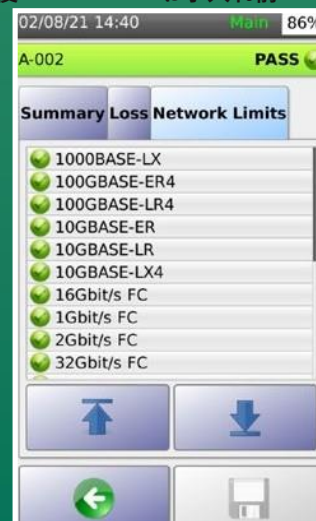 02/08/21 14:40 Main 86%
A-002 PASS
Summary Loss Network Limits
1000BASE-LX
100GBASE-ER4
100GBASE-LR4
10GBASE-ER
10GBASE-LR
10GBASE-LX4
16Gbit/s FC
1Gbit/s FC
2Gbit/s FC
32Gbit/s FC